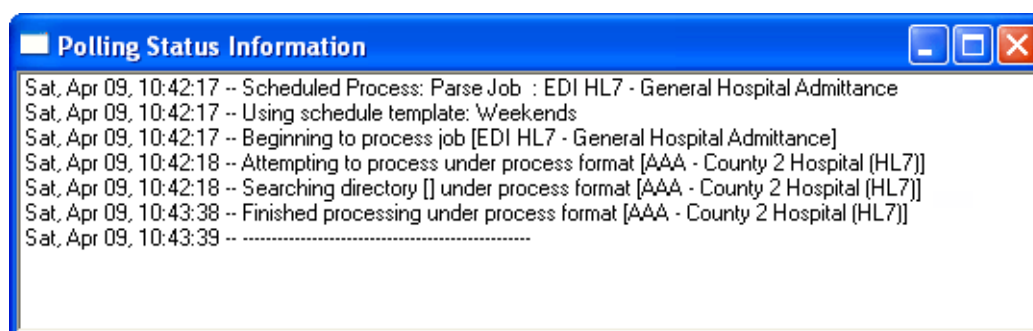 Polling Status Information
Sat, Apr 09, 10:42:17 -- Scheduled Process: Parse Job : EDI HL7 - General Hospital Admittance
Sat, Apr 09, 10:42:17 -- Using schedule template: Weekends
Sat, Apr 09, 10:42:17 -- Beginning to process job [EDI HL7 - General Hospital Admittance]
Sat, Apr 09, 10:42:18 -- Attempting to process under process format [AAA - County 2 Hospital (HL7)]
Sat, Apr 09, 10:42:18 -- Searching directory [] under process format [AAA - County 2 Hospital (HL7)]
Sat, Apr 09, 10:43:38 -- Finished processing under process format [AAA - County 2 Hospital (HL7)]
Sat, Apr 09, 10:43:39 -- --------------------------------------------------